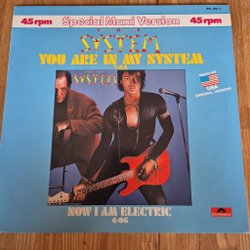 45 rpm Special Maxi Version 45 rpm
THE
SYSTEM
YOU ARE IN MY SYSTEM
SYSTEM
USA
NOW I AM ELECTRIC
4:06